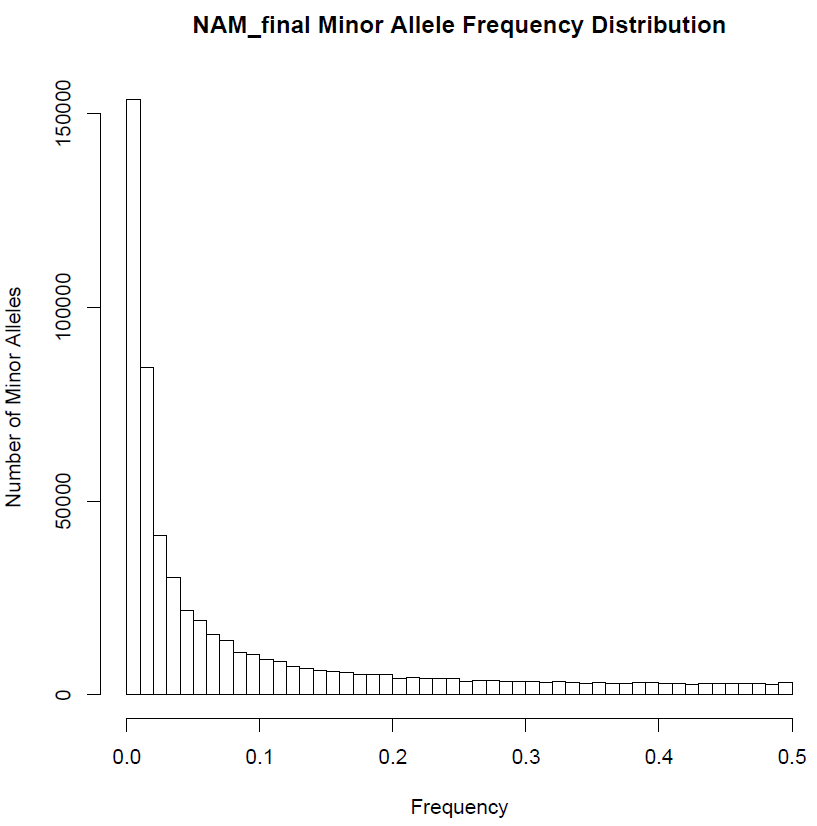 NAM_final Minor Allele Frequency Distribution
Number of Minor Alleles
150000
100000
50000
0
0.0 0.1 0.2 0.3 0.4 0.5
Frequency